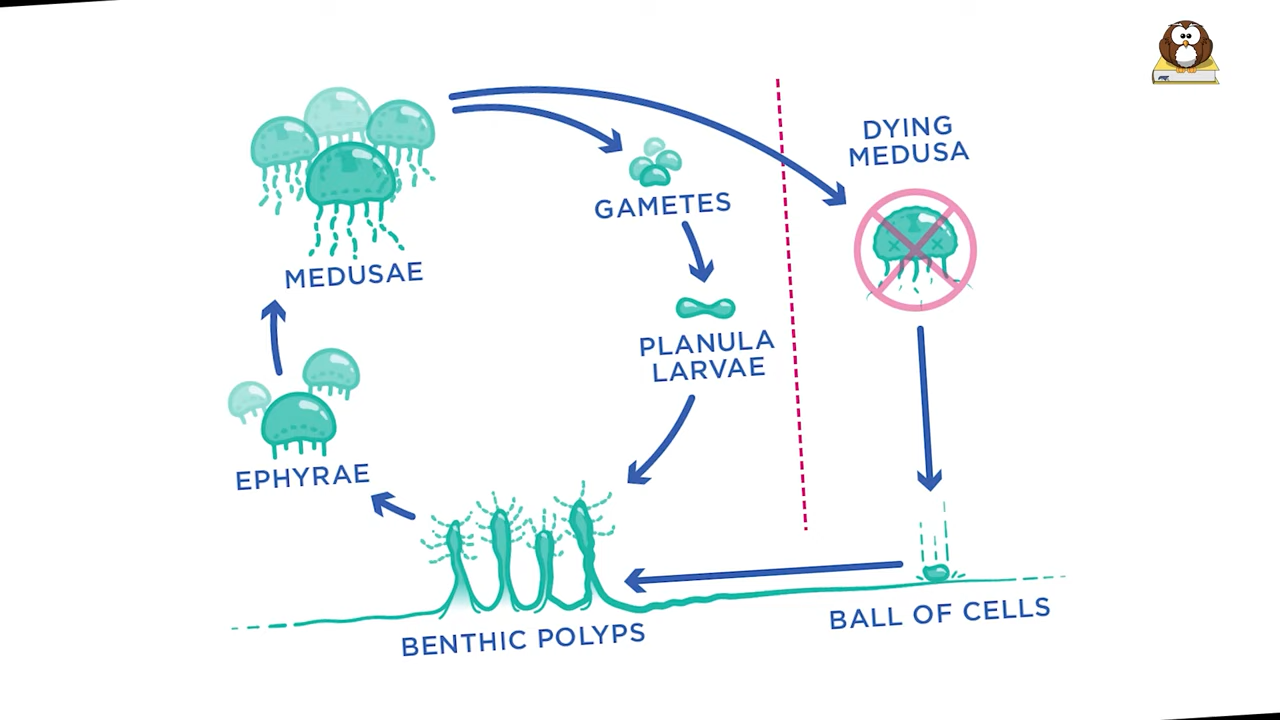 DYING
MEDUSA
GAMETES
MEDUSAE
PLANULA
LARVAE
EPHYRAE
BENTHIC POLYPS
BALL OF CELLS